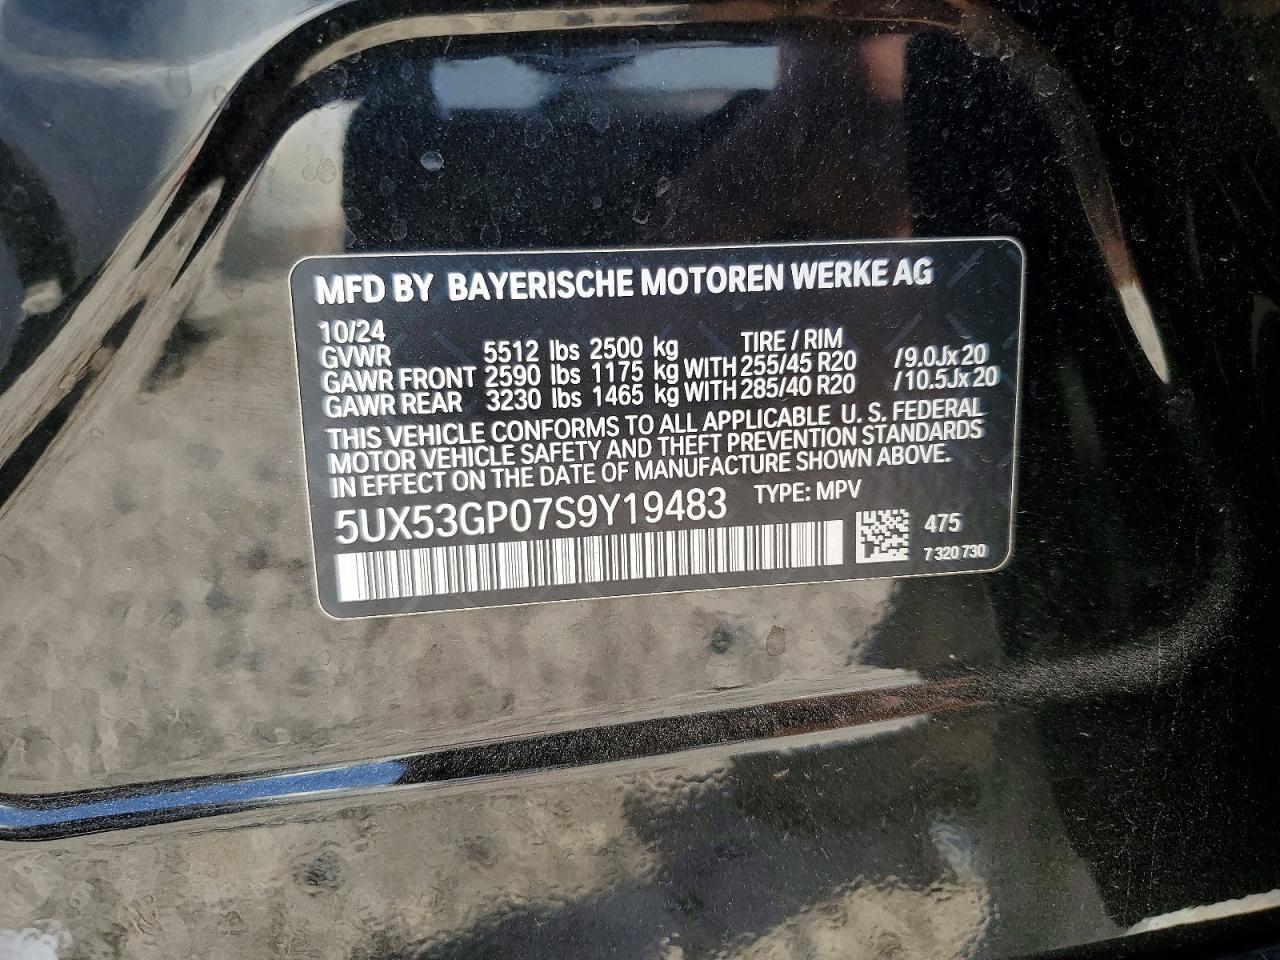 MFD BY BAYERISCHE MOTOREN WERKE AG
10/24 TIRE / RIM
GVWR 5512 lbs 2500 kg
GAWR FRONT 2590 lbs 1175 kg WITH 255/45 R20 /9.0Jx20
GAWR REAR 3230 lbs 1465 kg WITH 285/40 R20 /10.5Jx20
THIS VEHICLE CONFORMS TO ALL APPLICABLE U. S. FEDERAL
MOTOR VEHICLE SAFETY AND THEFT PREVENTION STANDARDS
IN EFFECT ON THE DATE OF MANUFACTURE SHOWN ABOVE.
5UX53GP07S9Y19483 TYPE: MPV
475
7 320 730